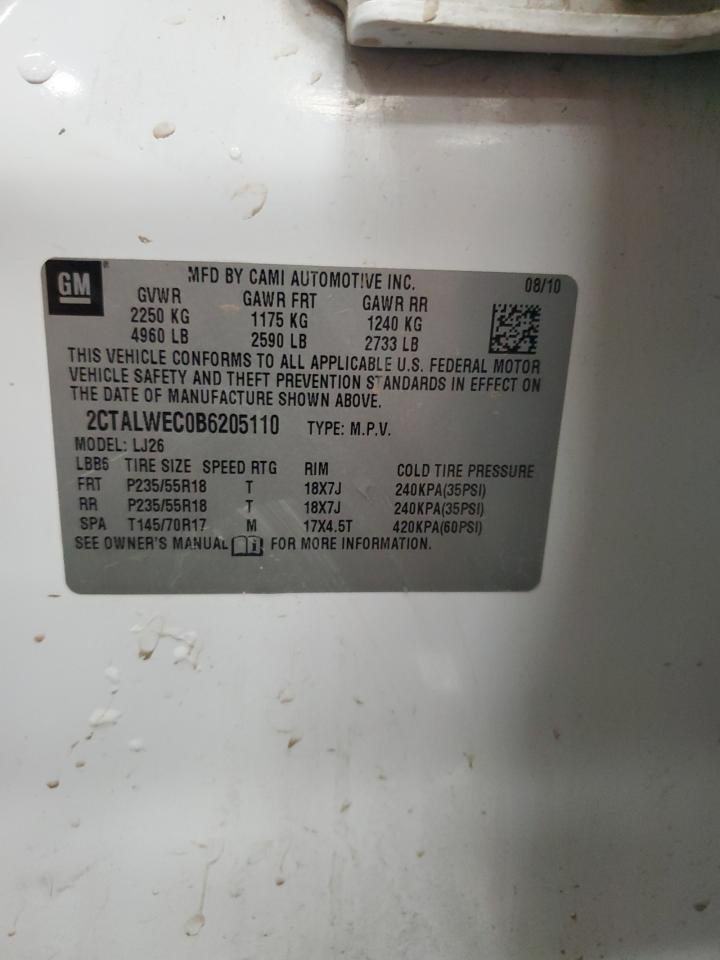 GM MFD BY CAMI AUTOMOTIVE INC. 08/10
GVWR GAWR FRT GAWR RR
2250 KG 1175 KG 1240 KG
4960 LB 2590 LB 2733 LB
THIS VEHICLE CONFORMS TO ALL APPLICABLE U.S. FEDERAL MOTOR
VEHICLE SAFETY AND THEFT PREVENTION STANDARDS IN EFFECT ON
THE DATE OF MANUFACTURE SHOWN ABOVE.
2CTALWEC0B6205110 TYPE: M.P.V.
MODEL: LJ26
LBB6 TIRE SIZE SPEED RTG RIM COLD TIRE PRESSURE
FRT P235/55R18 T 18X7J 240KPA(35PSI)
RR P235/55R18 T 18X7J 240KPA(35PSI)
SPA T145/70R17 M 17X4.5T 420KPA(60PSI)
SEE OWNER'S MANUAL i FOR MORE INFORMATION.